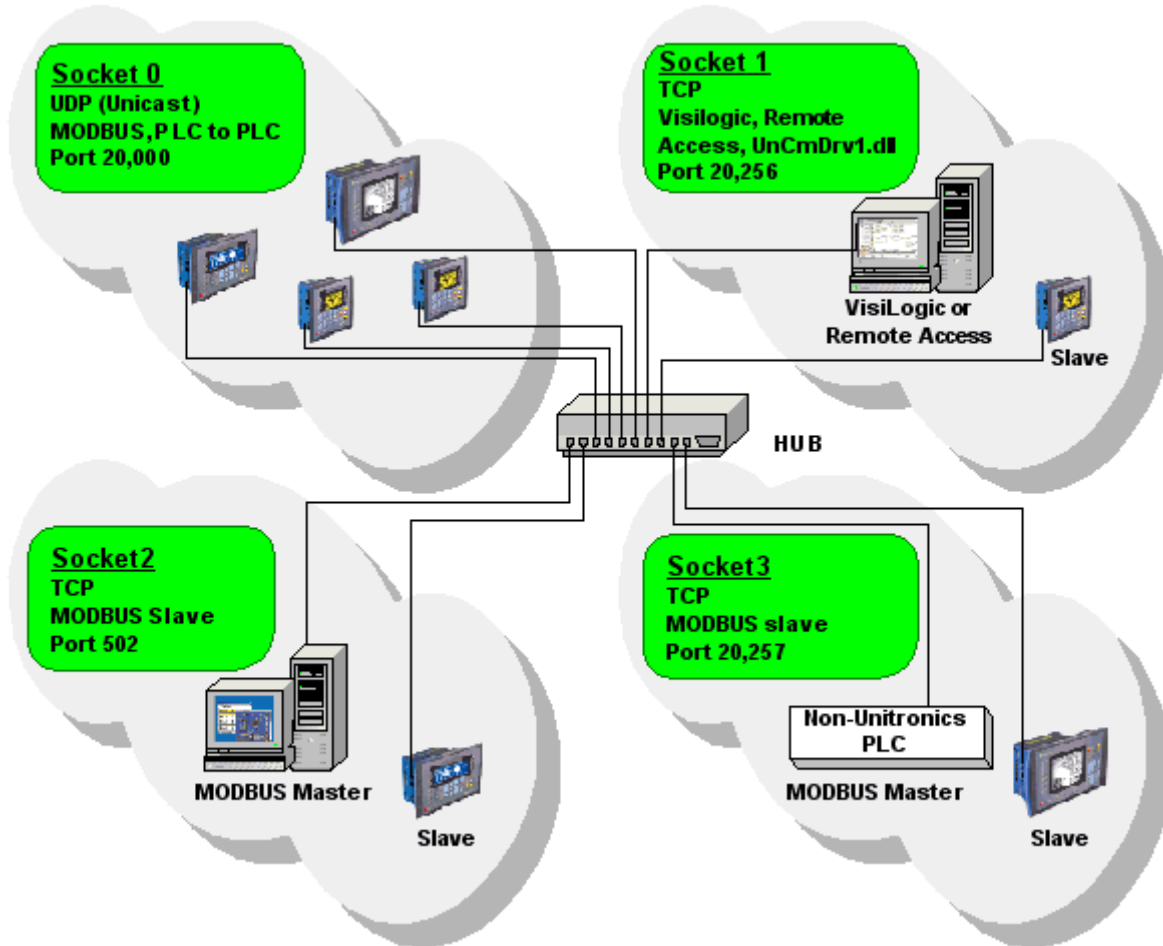 Socket 0
UDP (Unicast)
MODBUS, PLC to PLC
Port 20,000
Socket 1
TCP
Visilogic, Remote
Access, UnCmDrv1.dll
Port 20,256
VisiLogic or
Remote Access
Slave
HUB
Socket2
TCP
MODBUS Slave
Port 502
MODBUS Master
Slave
Socket3
TCP
MODBUS slave
Port 20,257
Non-Unitronics
PLC
MODBUS Master
Slave